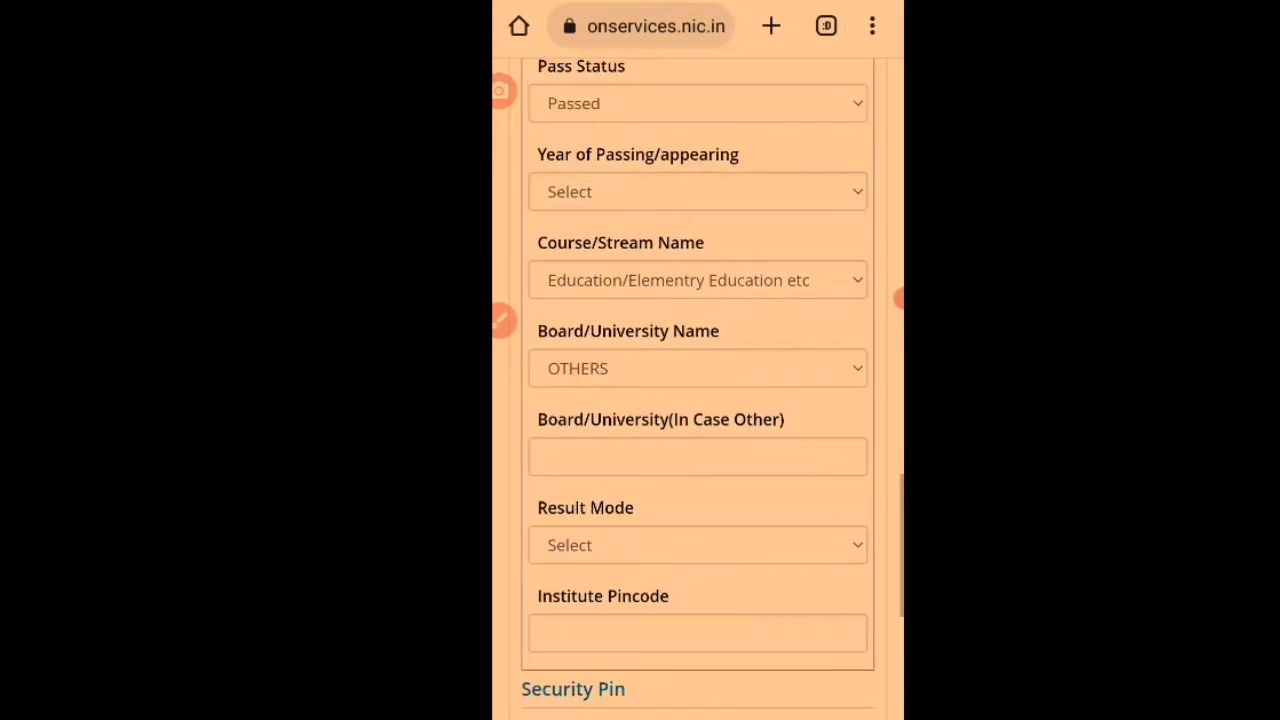 onservices.nic.in
:D
Pass Status
Passed
Year of Passing/appearing
Select
Course/Stream Name
Education/Elementry Education etc
Board/University Name
OTHERS
Board/University(In Case Other)
Result Mode
Select
Institute Pincode
Security Pin